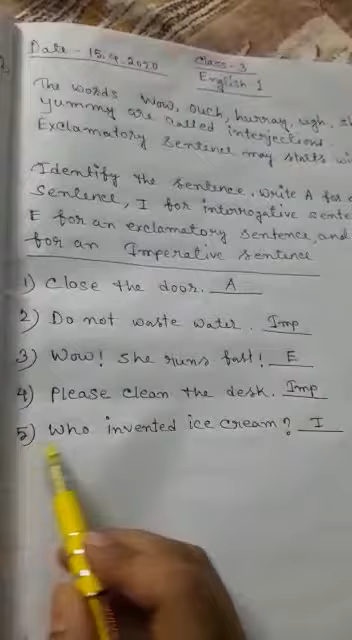 Date - 15.9.2020
Class - 3
English 1
The words Wow, ouch, hurray, ugh,
yummy are called interjections.
Exclamatory sentence may starts
Identify the sentence. write A for
sentence, I for interrogative
E for an exclamatory sentence, and
for an Imperative sentence
1) Close the door. A
2) Do not waste water. Imp
3) Wow! she runs fast! E
4) Please clean the desk. Imp
5) Who invented ice cream? I